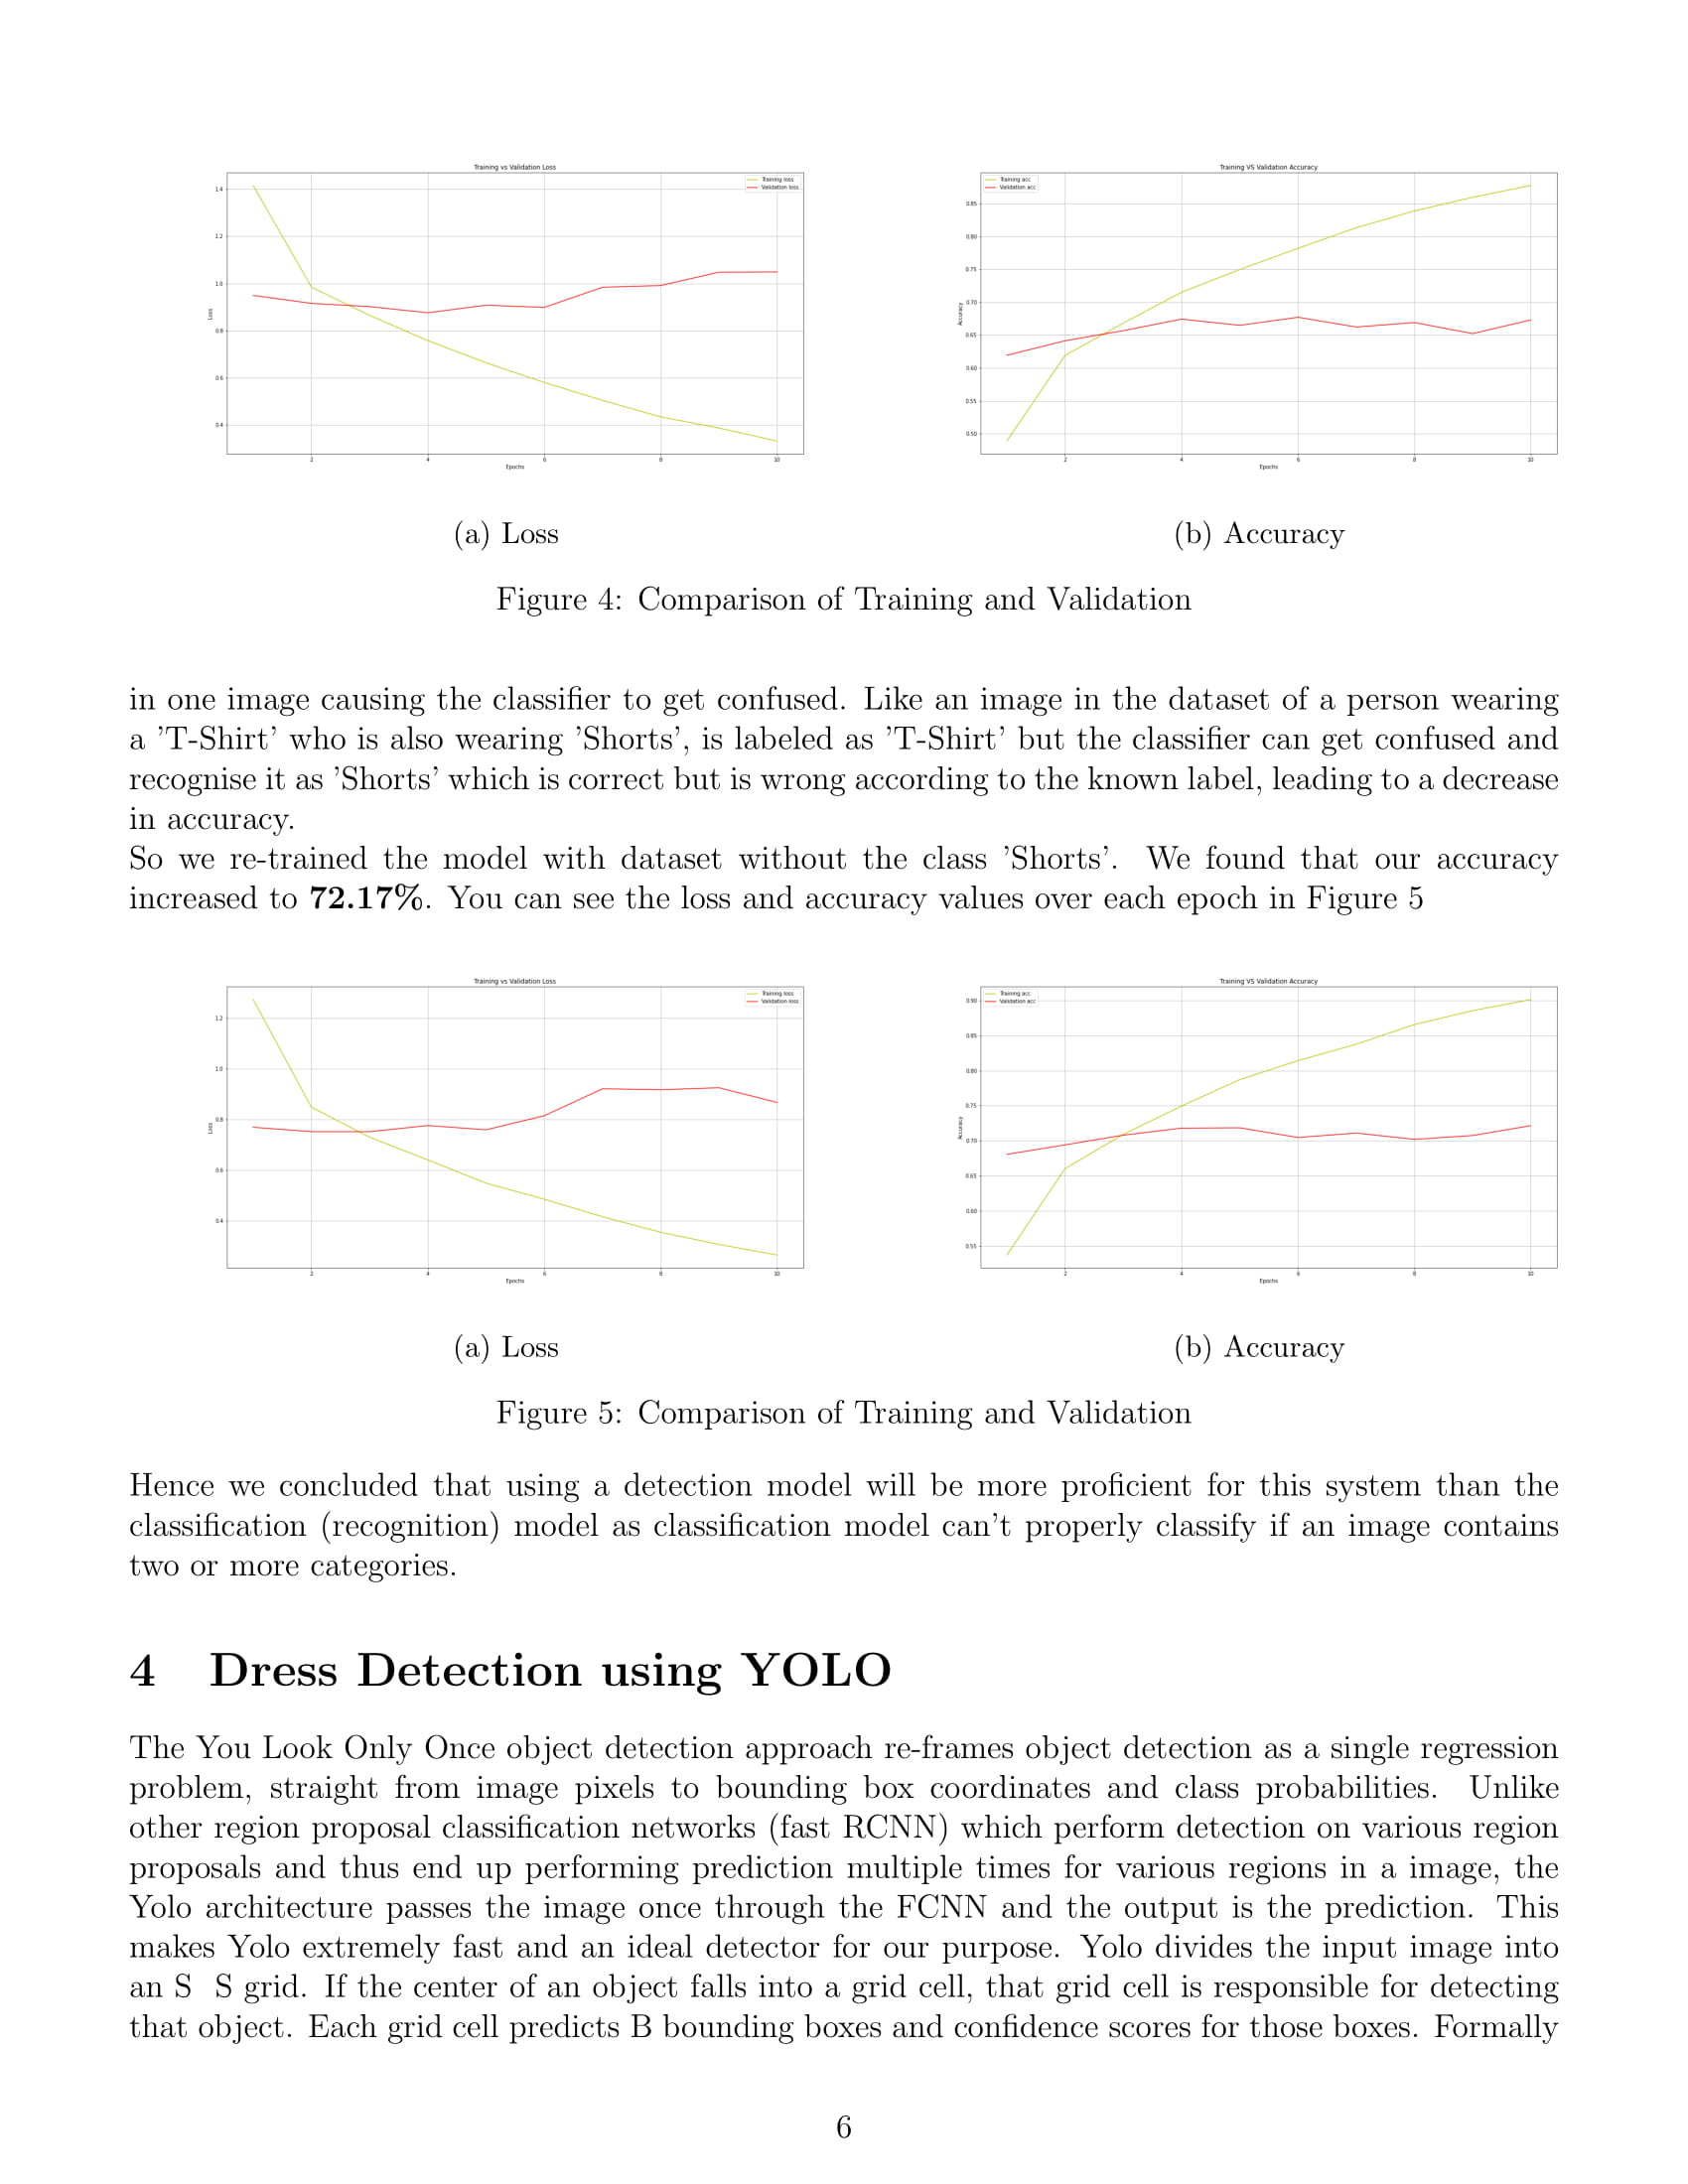 Training vs Validation Loss
Training loss
Validation loss
1.4
1.2
1.0
0.8
0.6
0.4
Loss
2 4 6 8 10
Epochs
Training VS Validation Accuracy
Training acc
Validation acc
0.85
0.80
0.75
0.70
0.65
0.60
0.55
0.50
Accuracy
2 4 6 8 10
Epochs
(a) Loss
(b) Accuracy
Figure 4: Comparison of Training and Validation
in one image causing the classifier to get confused. Like an image in the dataset of a person wearing
a 'T-Shirt' who is also wearing 'Shorts', is labeled as 'T-Shirt' but the classifier can get confused and
recognise it as 'Shorts' which is correct but is wrong according to the known label, leading to a decrease
in accuracy.
So we re-trained the model with dataset without the class 'Shorts'. We found that our accuracy
increased to 72.17%. You can see the loss and accuracy values over each epoch in Figure 5
Training vs Validation Loss
Training loss
Validation loss
1.2
1.0
0.8
0.6
0.4
Loss
2 4 6 8 10
Epochs
Training VS Validation Accuracy
Training acc
Validation acc
0.90
0.85
0.80
0.75
0.70
0.65
0.60
0.55
Accuracy
2 4 6 8 10
Epochs
(a) Loss
(b) Accuracy
Figure 5: Comparison of Training and Validation
Hence we concluded that using a detection model will be more proficient for this system than the
classification (recognition) model as classification model can't properly classify if an image contains
two or more categories.
4 Dress Detection using YOLO
The You Look Only Once object detection approach re-frames object detection as a single regression
problem, straight from image pixels to bounding box coordinates and class probabilities. Unlike
other region proposal classification networks (fast RCNN) which perform detection on various region
proposals and thus end up performing prediction multiple times for various regions in a image, the
Yolo architecture passes the image once through the FCNN and the output is the prediction. This
makes Yolo extremely fast and an ideal detector for our purpose. Yolo divides the input image into
an S S grid. If the center of an object falls into a grid cell, that grid cell is responsible for detecting
that object. Each grid cell predicts B bounding boxes and confidence scores for those boxes. Formally
6